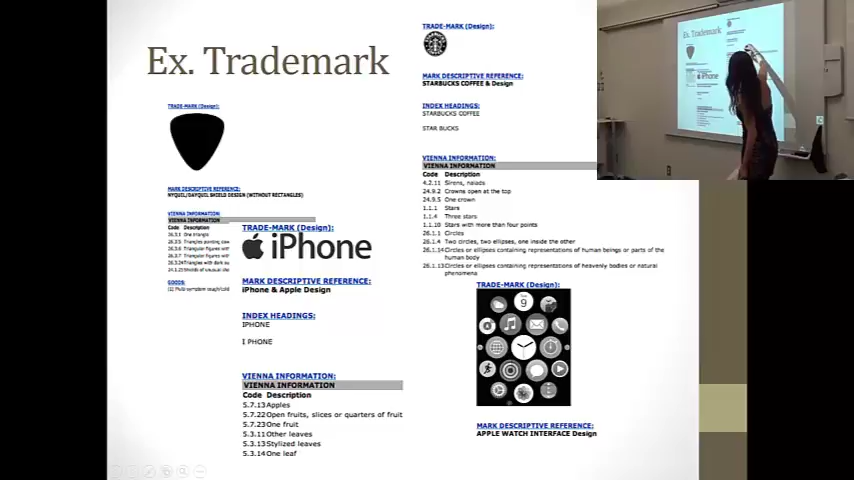 Ex. Trademark
TRADE-MARK (Design):
MARK DESCRIPTIVE REFERENCE:
NYQUIL/DAYQUIL SHIELD DESIGN (WITHOUT RECTANGLES)
VIENNA INFORMATION:
VIENNA INFORMATION
Code Description
26.3.1 One triangle
GOODS:
TRADE-MARK (Design):
iPhone
MARK DESCRIPTIVE REFERENCE:
iPhone & Apple Design
INDEX HEADINGS:
IPHONE
I PHONE
VIENNA INFORMATION:
VIENNA INFORMATION
Code Description
5.7.13 Apples
5.7.22 Open fruits, slices or quarters of fruit
5.7.23 One fruit
5.3.11 Other leaves
5.3.13 Stylized leaves
5.3.14 One leaf
TRADE-MARK (Design):
MARK DESCRIPTIVE REFERENCE:
STARBUCKS COFFEE & Design
INDEX HEADINGS:
STARBUCKS COFFEE
STAR BUCKS
VIENNA INFORMATION:
VIENNA INFORMATION
Code Description
4.2.11 Sirens, naiads
24.9.2 Crowns open at the top
24.9.5 One crown
1.1.1 Stars
1.1.4 Three stars
1.1.10 Stars with more than four points
26.1.1 Circles
26.1.4 Two circles, two ellipses, one inside the other
26.1.14 Circles or ellipses containing representations of human beings or parts of the
human body
26.1.13 Circles or ellipses containing representations of heavenly bodies or natural
phenomena
TRADE-MARK (Design):
TUE
9
MARK DESCRIPTIVE REFERENCE:
APPLE WATCH INTERFACE Design
Ex. Trademark
iPhone